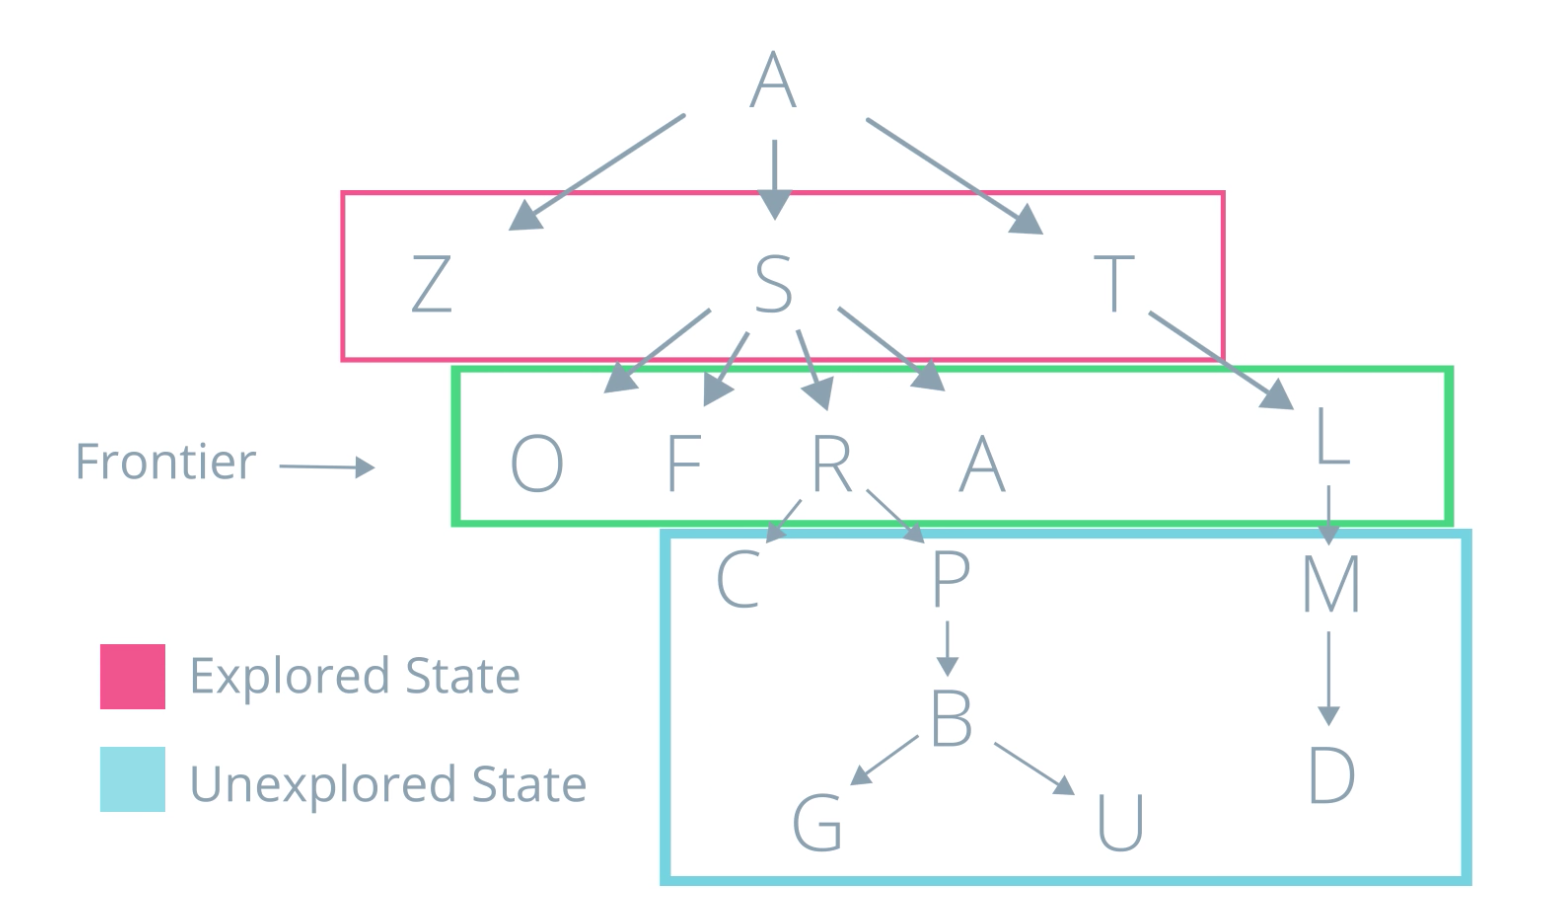 A
Z S T
O F R A L
Frontier
C P M
Explored State
B
Unexplored State
D
G U